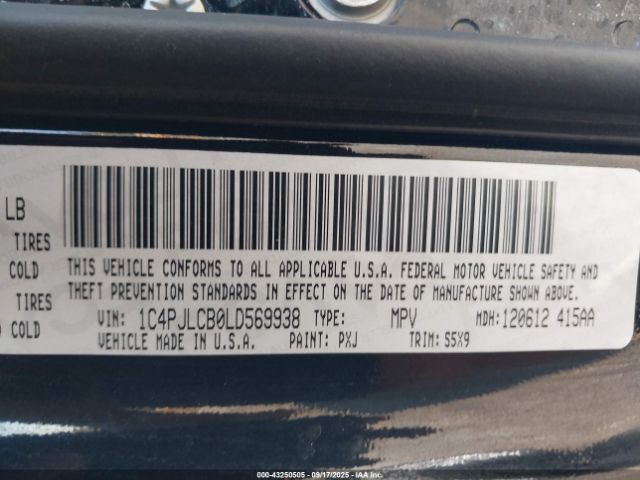 LB
TIRES
COLD
TIRES
COLD
THIS VEHICLE CONFORMS TO ALL APPLICABLE U.S.A. FEDERAL MOTOR VEHICLE SAFETY AND
THEFT PREVENTION STANDARDS IN EFFECT ON THE DATE OF MANUFACTURE SHOWN ABOVE.
VIN: 1C4PJLCB0LD569938 TYPE: MPV MDH:120612 415AA
VEHICLE MADE IN U.S.A. PAINT: PXJ TRIM: S5X9
000-43250505 - 09/17/2025 - IAA Inc.